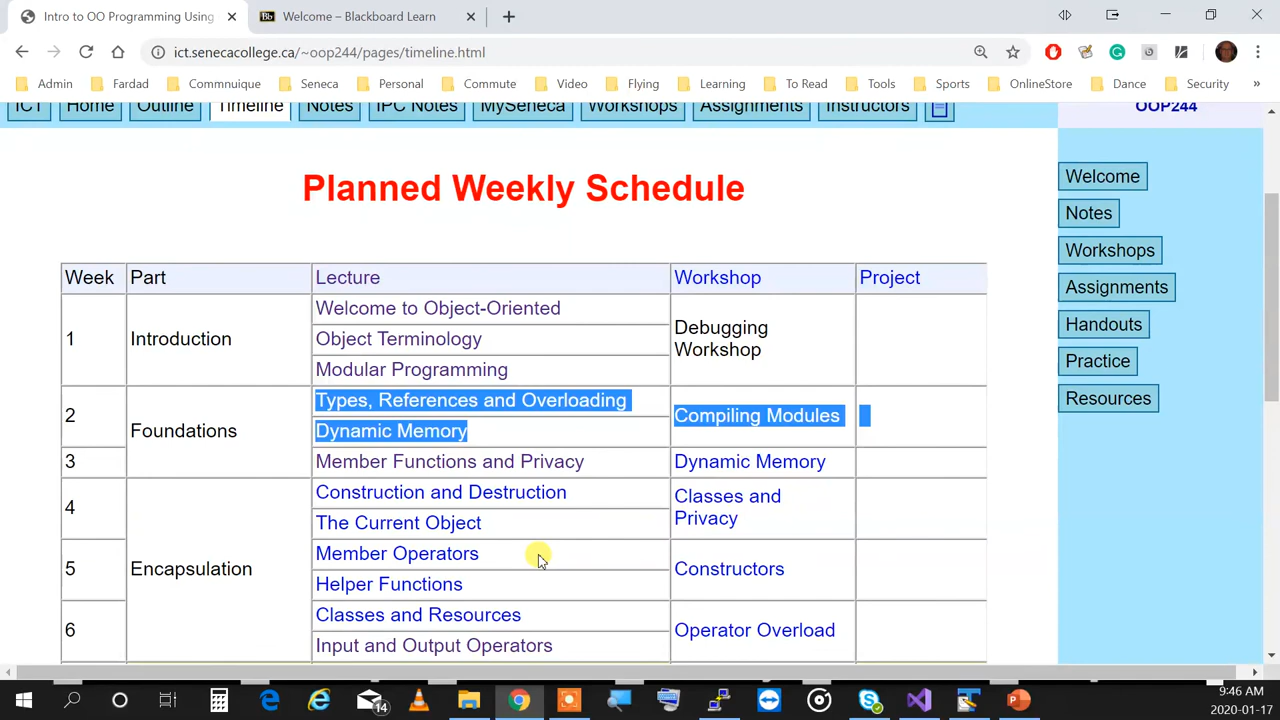 Intro to OO Programming Using
Welcome – Blackboard Learn
ict.senecacollege.ca/~oop244/pages/timeline.html
Admin Fardad Commnuique Seneca Personal Commute Video Flying Learning To Read Tools Sports OnlineStore Dance Security »
ICT Home Outline Timeline Notes IPC Notes MySeneca Workshops Assignments Instructors
OOP244
Welcome
Notes
Workshops
Assignments
Handouts
Practice
Resources
Planned Weekly Schedule
Week Part Lecture Workshop Project
1 Introduction
Welcome to Object-Oriented
Object Terminology
Modular Programming
Debugging
Workshop
2 Foundations
Types, References and Overloading
Dynamic Memory
Compiling Modules
3
Member Functions and Privacy
Dynamic Memory
4 Encapsulation
Construction and Destruction
The Current Object
Classes and
Privacy
5
Member Operators
Helper Functions
Constructors
6
Classes and Resources
Input and Output Operators
Operator Overload
14
9:46 AM
2020-01-17